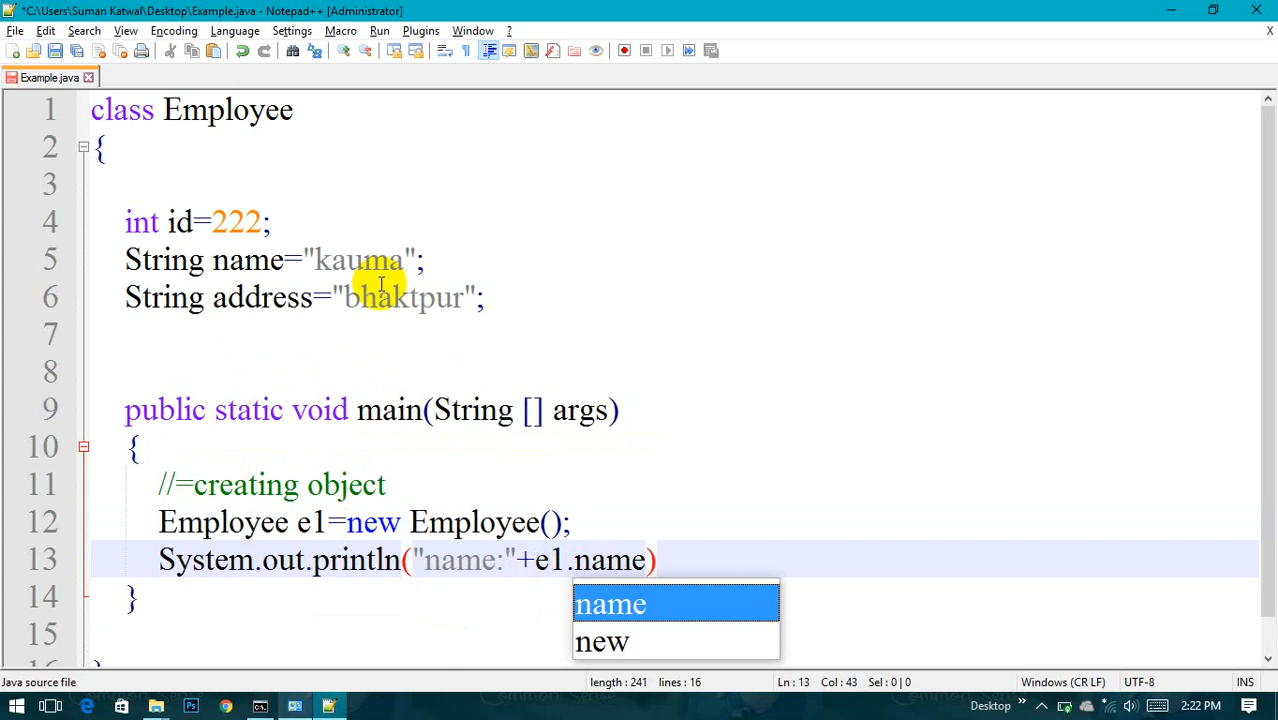 *C:\Users\Suman Katwal\Desktop\Example.java - Notepad++ [Administrator]
File Edit Search View Encoding Language Settings Macro Run Plugins Window ? X
Example.java
1 class Employee
2 {
3
4 int id=222;
5 String name="kauma";
6 String address="bhaktpur";
7
8
9 public static void main(String [] args)
10 {
11 //=creating object
12 Employee e1=new Employee();
13 System.out.println("name:"+e1.name)
14 }
name
15
new
16 }
Java source file length : 241 lines : 16 Ln : 13 Col : 43 Sel : 0 | 0 Windows (CR LF) UTF-8 INS
Desktop 2:22 PM